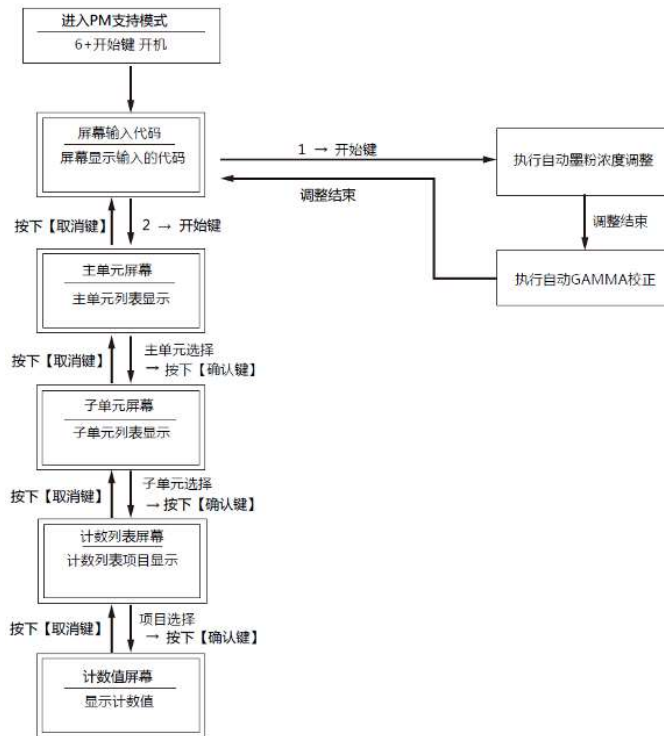 进入PM支持模式
6+开始键 开机
屏幕输入代码
屏幕显示输入的代码
1 → 开始键
执行自动墨粉浓度调整
调整结束
调整结束
执行自动GAMMA校正
按下【取消键】
2 → 开始键
主单元屏幕
主单元列表显示
按下【取消键】
主单元选择
→ 按下【确认键】
子单元屏幕
子单元列表显示
按下【取消键】
子单元选择
→按下【确认键】
计数列表屏幕
计数列表项目显示
按下【取消键】
项目选择
→ 按下【确认键】
计数值屏幕
显示计数值